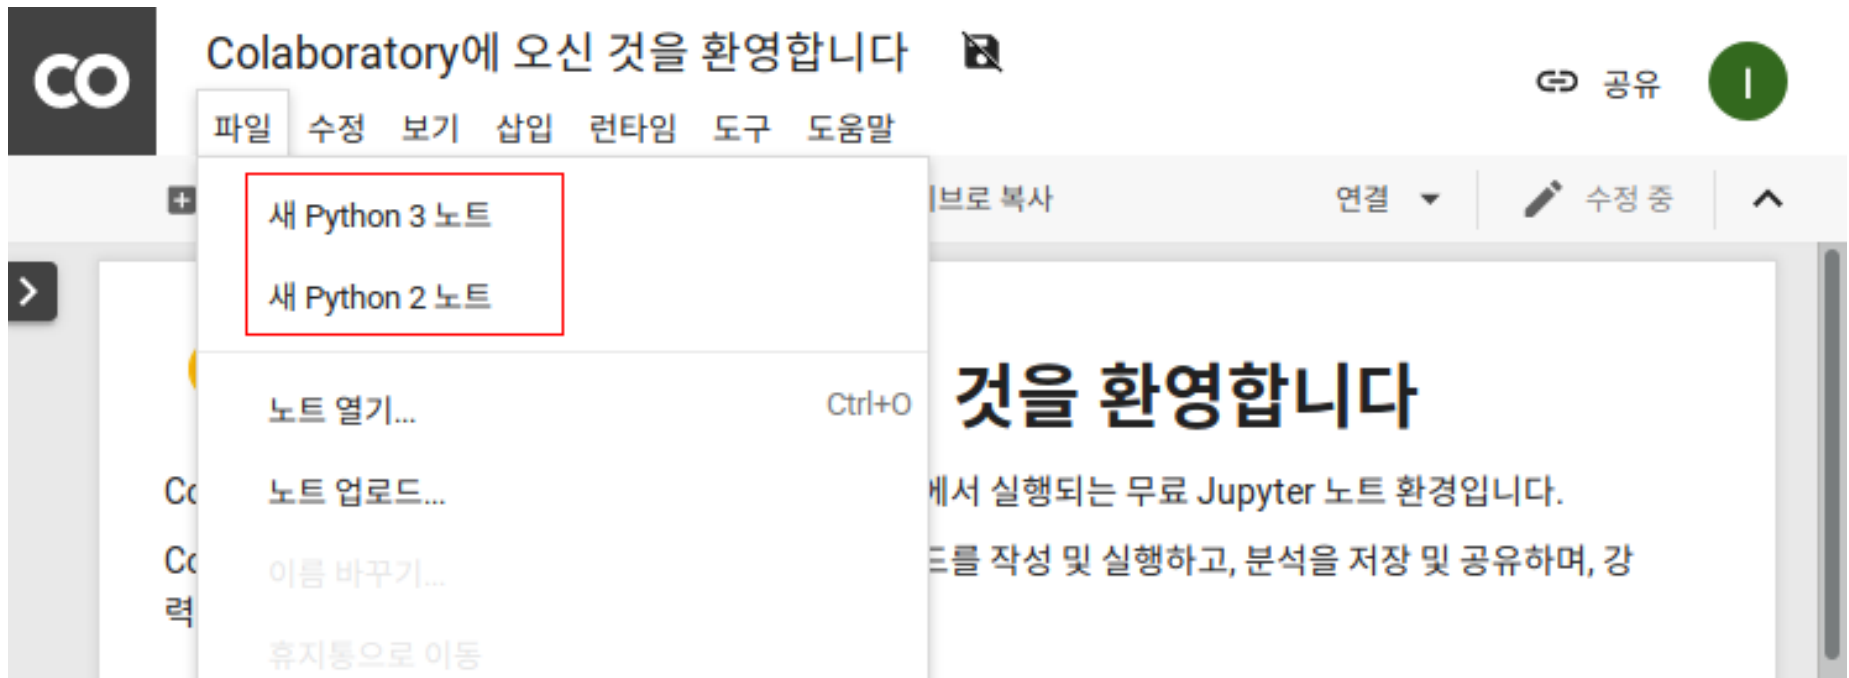 CO
Colaboratory에 오신 것을 환영합니다
공유
I
파일 수정 보기 삽입 런타임 도구 도움말
새 Python 3 노트
브로 복사
연결
수정 중
새 Python 2 노트
노트 열기... Ctrl+O
것을 환영합니다
노트 업로드...
에서 실행되는 무료 Jupyter 노트 환경입니다.
이름 바꾸기...
드를 작성 및 실행하고, 분석을 저장 및 공유하며, 강
력
휴지통으로 이동